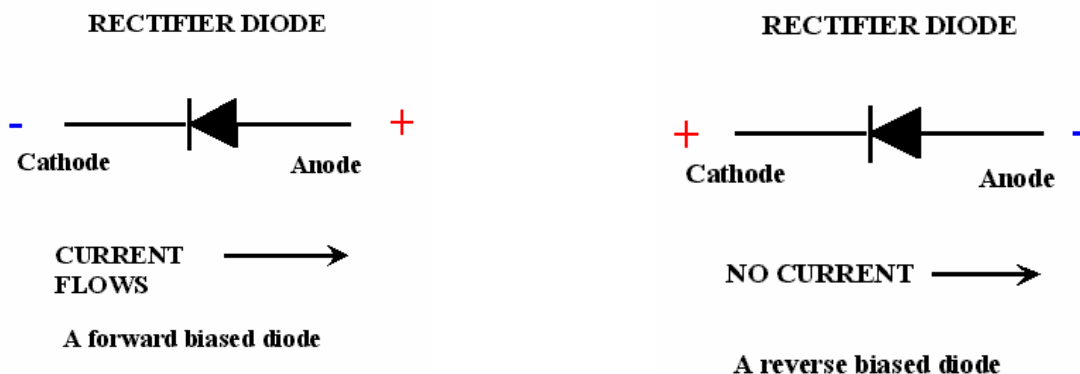 RECTIFIER DIODE
- +
Cathode Anode
CURRENT
FLOWS
A forward biased diode
RECTIFIER DIODE
+ -
Cathode Anode
NO CURRENT
A reverse biased diode